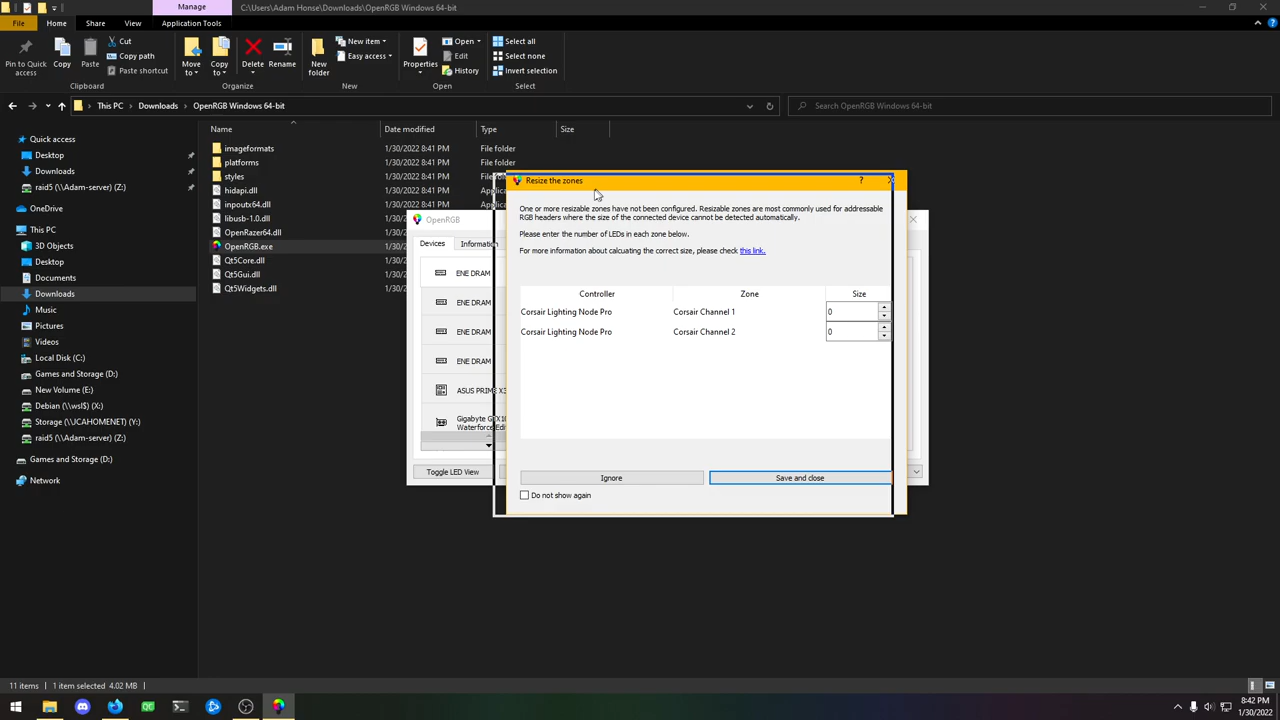 Manage
C:\Users\Adam Honse\Downloads\OpenRGB Windows 64-bit
File
Home
Share
View
Application Tools
Pin to Quick access
Copy
Paste
Cut
Copy path
Paste shortcut
Clipboard
Move to
Copy to
Delete
Rename
Organize
New folder
New item
Easy access
New
Properties
Open
Edit
History
Open
Select all
Select none
Invert selection
Select
This PC
Downloads
OpenRGB Windows 64-bit
Search OpenRGB Windows 64-bit
Quick access
Desktop
Downloads
raid5 (\\Adam-server) (Z:)
OneDrive
This PC
3D Objects
Desktop
Documents
Downloads
Music
Pictures
Videos
Local Disk (C:)
Games and Storage (D:)
New Volume (E:)
Debian (\\wsl$) (X:)
Storage (\\UCAHOMENET) (Y:)
raid5 (\\Adam-server) (Z:)
Games and Storage (D:)
Network
Name Date modified Type Size
imageformats 1/30/2022 8:41 PM File folder
platforms 1/30/2022 8:41 PM File folder
styles 1/30/2022 8:41 PM
hidapi.dll 1/30/2022 8:41 PM
inpoutx64.dll 1/30/2022 8:41 PM
libusb-1.0.dll
OpenRazer64.dll
OpenRGB.exe
Qt5Core.dll
Qt5Gui.dll
Qt5Widgets.dll
OpenRGB
Devices
Information
ENE DRAM
ENE DRAM
ENE DRAM
ENE DRAM
ASUS PRIME X3
Waterforce
Toggle LED View
Resize the zones
?
One or more resizable zones have not been configured. Resizable zones are most commonly used for addressable
RGB headers where the size of the connected device cannot be detected automatically.
Please enter the number of LEDs in each zone below.
For more information about calcuating the correct size, please check this link.
Controller Zone Size
Corsair Lighting Node Pro Corsair Channel 1 0
Corsair Lighting Node Pro Corsair Channel 2 0
Ignore
Save and close
Do not show again
11 items
1 item selected 4.02 MB
8:42 PM
1/30/2022